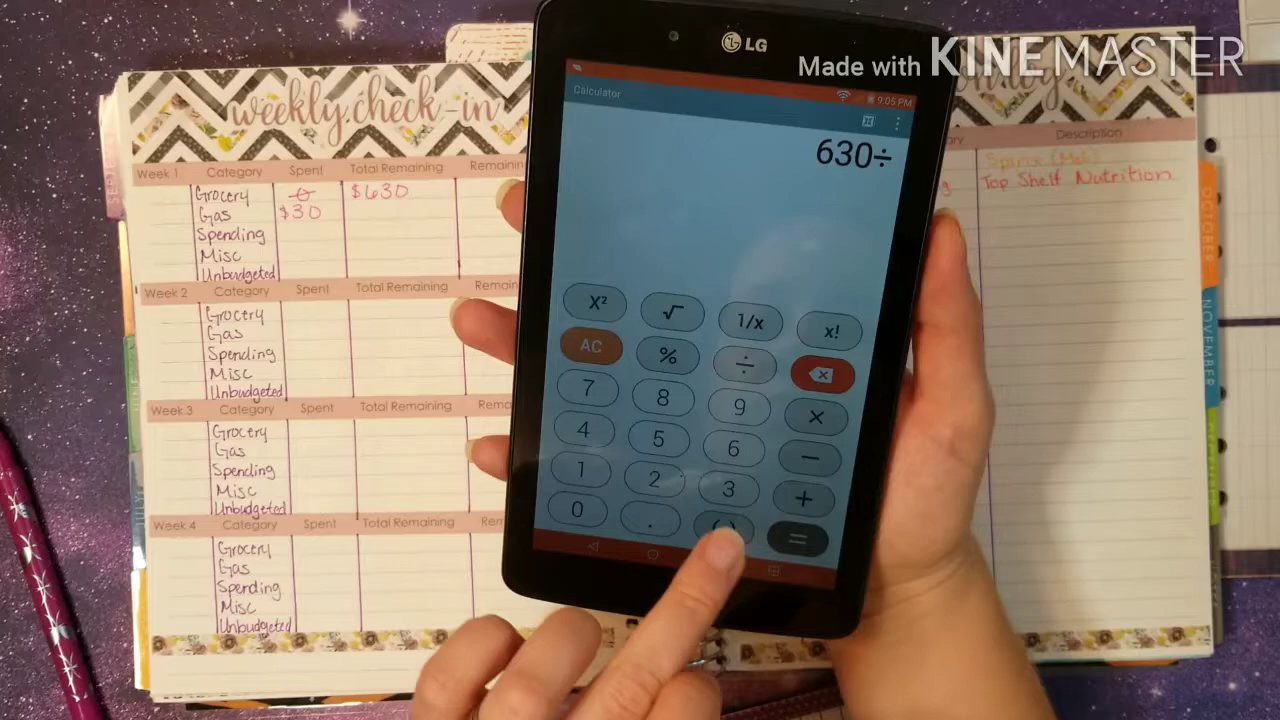 LG
Made with KINEMASTER
9:05 PM
Calculator
630÷
X² √ 1/x x!
AC % ÷
7 8 9 ×
4 5 6 −
1 2 3 +
0 . ( ) =
weekly check-in
Week 1 Category Spent Total Remaining
Grocery 0 $630
Gas $30
Spending
Misc
Unbudgeted
Week 2 Category Spent Total Remaining
Grocery
Gas
Spending
Misc
Unbudgeted
Week 3 Category Spent Total Remaining
Grocery
Gas
Spending
Misc
Unbudgeted
Week 4 Category Spent Total Remaining
Grocery
Gas
Spending
Misc
Unbudgeted
Description
Top Shelf Nutrition
OCTOBER
NOVEMBER